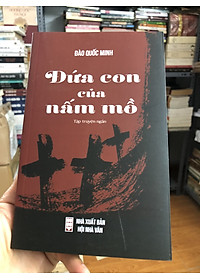 ĐÀO QUỐC MINH
Đứa con
của
nấm mồ
Tập truyện ngắn
NHÀ XUẤT BẢN
HỘI NHÀ VĂN